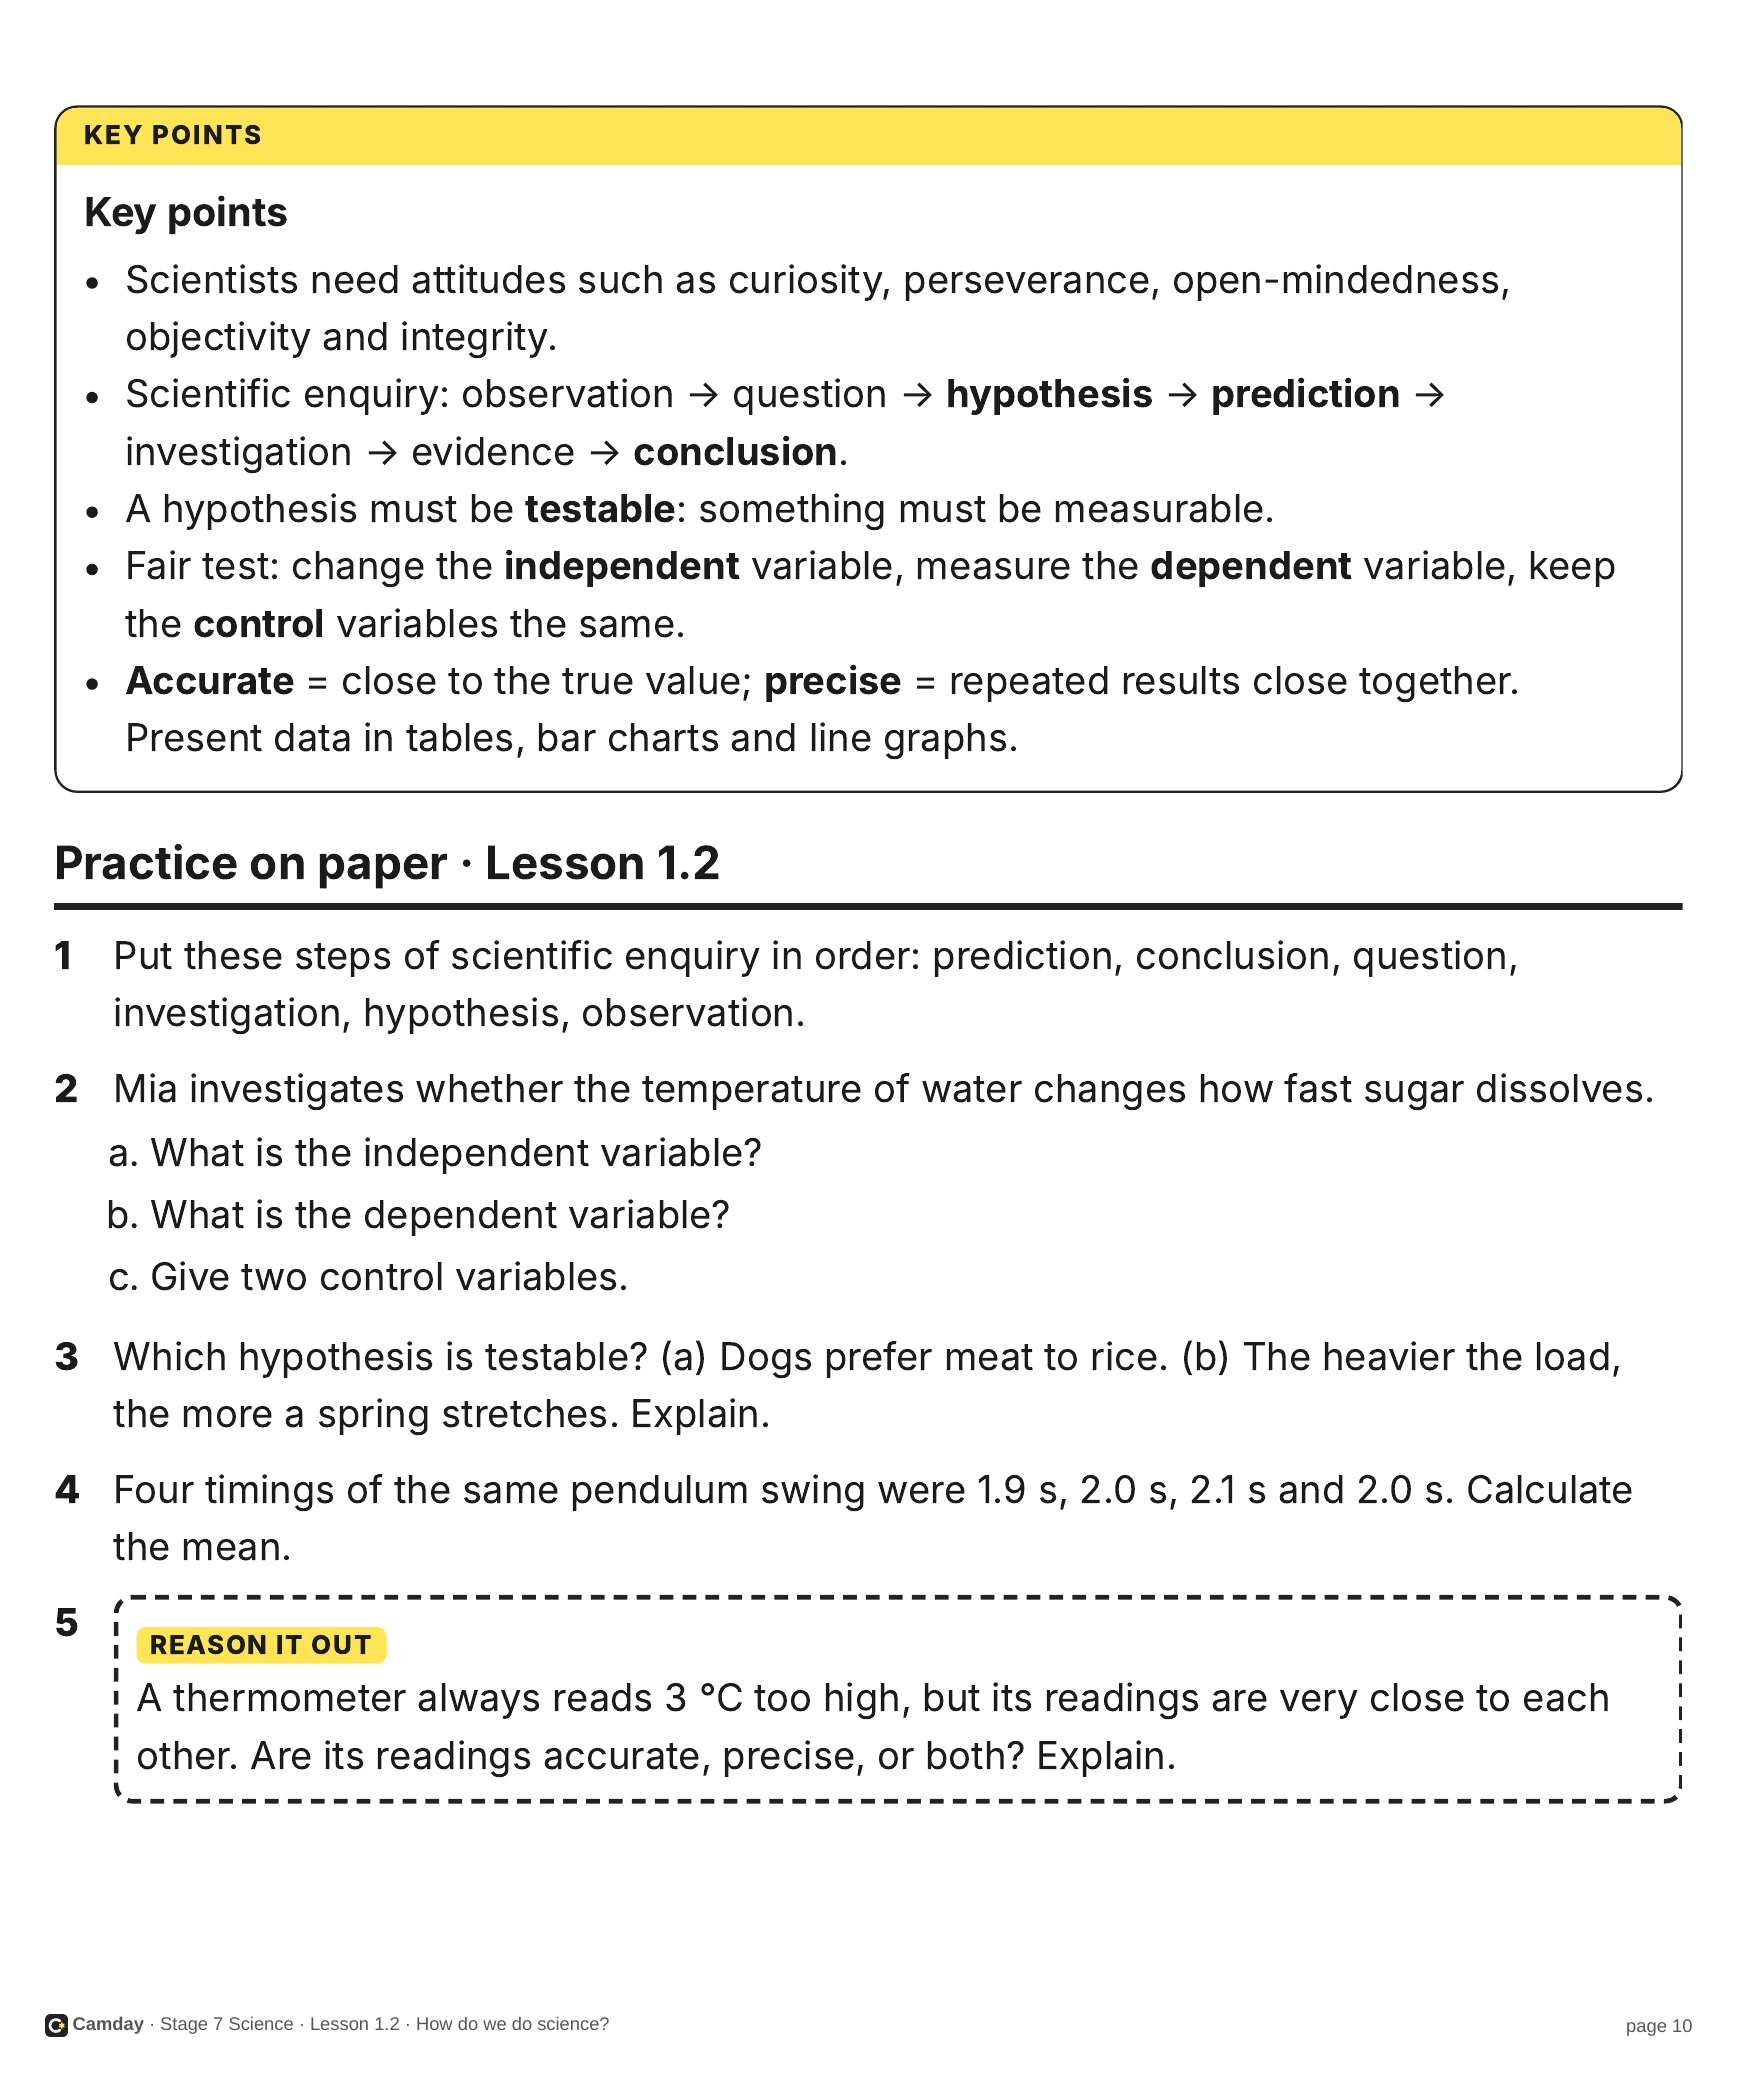 KEY POINTS
Key points
• Scientists need attitudes such as curiosity, perseverance, open-mindedness,
objectivity and integrity.
• Scientific enquiry: observation → question → hypothesis → prediction →
investigation → evidence → conclusion.
• A hypothesis must be testable: something must be measurable.
• Fair test: change the independent variable, measure the dependent variable, keep
the control variables the same.
• Accurate = close to the true value; precise = repeated results close together.
Present data in tables, bar charts and line graphs.
Practice on paper · Lesson 1.2
1 Put these steps of scientific enquiry in order: prediction, conclusion, question,
investigation, hypothesis, observation.
2 Mia investigates whether the temperature of water changes how fast sugar dissolves.
a. What is the independent variable?
b. What is the dependent variable?
c. Give two control variables.
3 Which hypothesis is testable? (a) Dogs prefer meat to rice. (b) The heavier the load,
the more a spring stretches. Explain.
4 Four timings of the same pendulum swing were 1.9 s, 2.0 s, 2.1 s and 2.0 s. Calculate
the mean.
5
REASON IT OUT
A thermometer always reads 3 °C too high, but its readings are very close to each
other. Are its readings accurate, precise, or both? Explain.
Camday · Stage 7 Science · Lesson 1.2 · How do we do science?
page 10